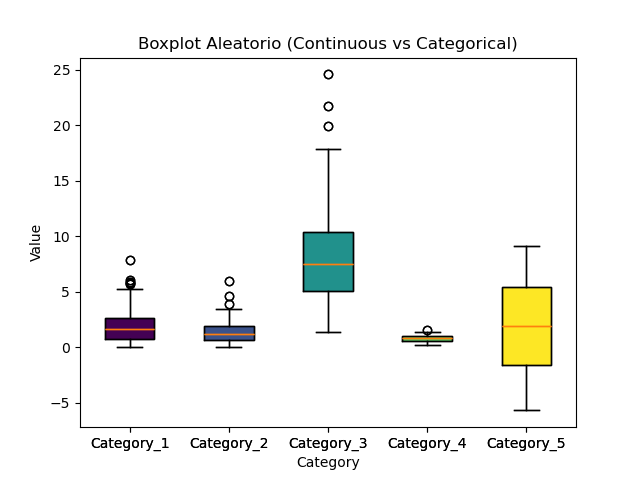 Boxplot Aleatorio (Continuous vs Categorical)
Value
25
20
15
10
5
0
−5
Category_1 Category_2 Category_3 Category_4 Category_5
Category